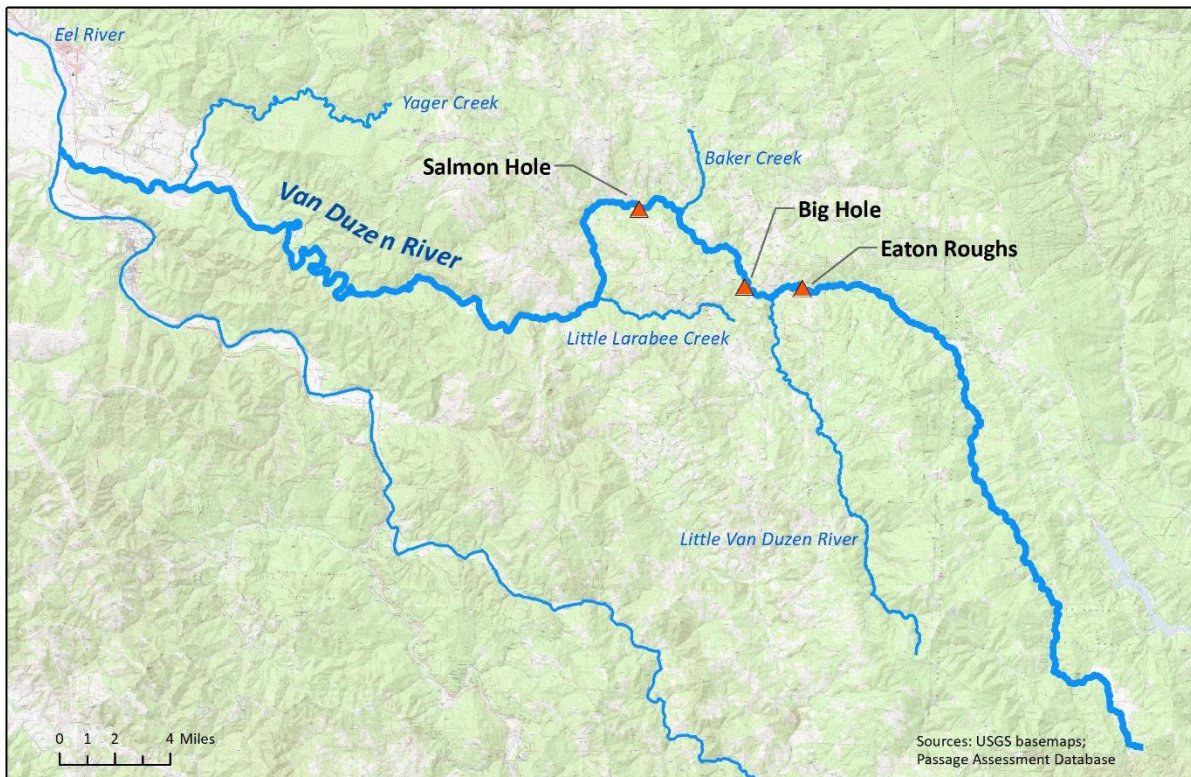 Eel River
Yager Creek
Salmon Hole
Baker Creek
Van Duzen River
Big Hole
Eaton Roughs
Little Larabee Creek
Little Van Duzen River
0 1 2 4 Miles
Sources: USGS basemaps;
Passage Assessment Database